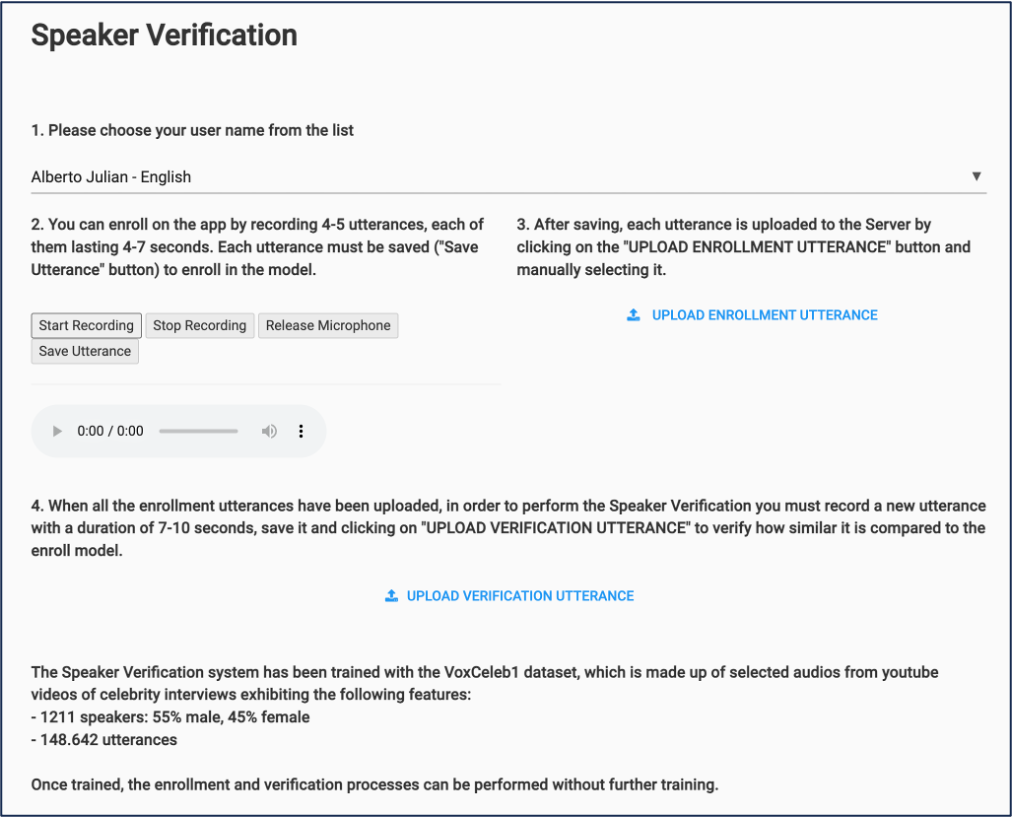 Speaker Verification
1. Please choose your user name from the list
Alberto Julian - English
2. You can enroll on the app by recording 4-5 utterances, each of
them lasting 4-7 seconds. Each utterance must be saved ("Save
Utterance" button) to enroll in the model.
Start Recording Stop Recording Release Microphone
Save Utterance
0:00 / 0:00
3. After saving, each utterance is uploaded to the Server by
clicking on the "UPLOAD ENROLLMENT UTTERANCE" button and
manually selecting it.
UPLOAD ENROLLMENT UTTERANCE
4. When all the enrollment utterances have been uploaded, in order to perform the Speaker Verification you must record a new utterance
with a duration of 7-10 seconds, save it and clicking on "UPLOAD VERIFICATION UTTERANCE" to verify how similar it is compared to the
enroll model.
UPLOAD VERIFICATION UTTERANCE
The Speaker Verification system has been trained with the VoxCeleb1 dataset, which is made up of selected audios from youtube
videos of celebrity interviews exhibiting the following features:
- 1211 speakers: 55% male, 45% female
- 148.642 utterances
Once trained, the enrollment and verification processes can be performed without further training.